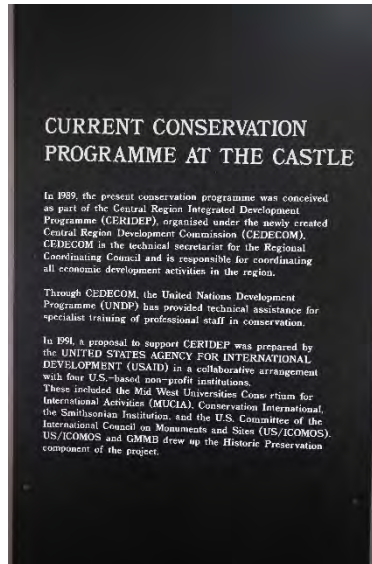 CURRENT CONSERVATION
PROGRAMME AT THE CASTLE
In 1989, the present conservation programme was conceived
as part of the Central Region Integrated Development
Programme (CERIDEP), organised under the newly created
Central Region Development Commission (CEDECOM).
CEDECOM is the technical secretariat for the Regional
Coordinating Council and is responsible for coordinating
all economic development activities in the region.
Through CEDECOM, the United Nations Development
Programme (UNDP) has provided technical assistance for
specialist training of professional staff in conservation.
In 1991, a proposal to support CERIDEP was prepared by
the UNITED STATES AGENCY FOR INTERNATIONAL
DEVELOPMENT (USAID) in a collaborative arrangement
with four U.S.-based non-profit institutions.
These included the Mid West Universities Cons rtium for
International Activities (MUCIA), Conservation International,
the Smithsonian Institution, and the U.S. Committee of the
International Council on Monuments and Sites (US/ICOMOS).
US/ICOMOS and GMMB drew up the Historic Preservation
component of the project.